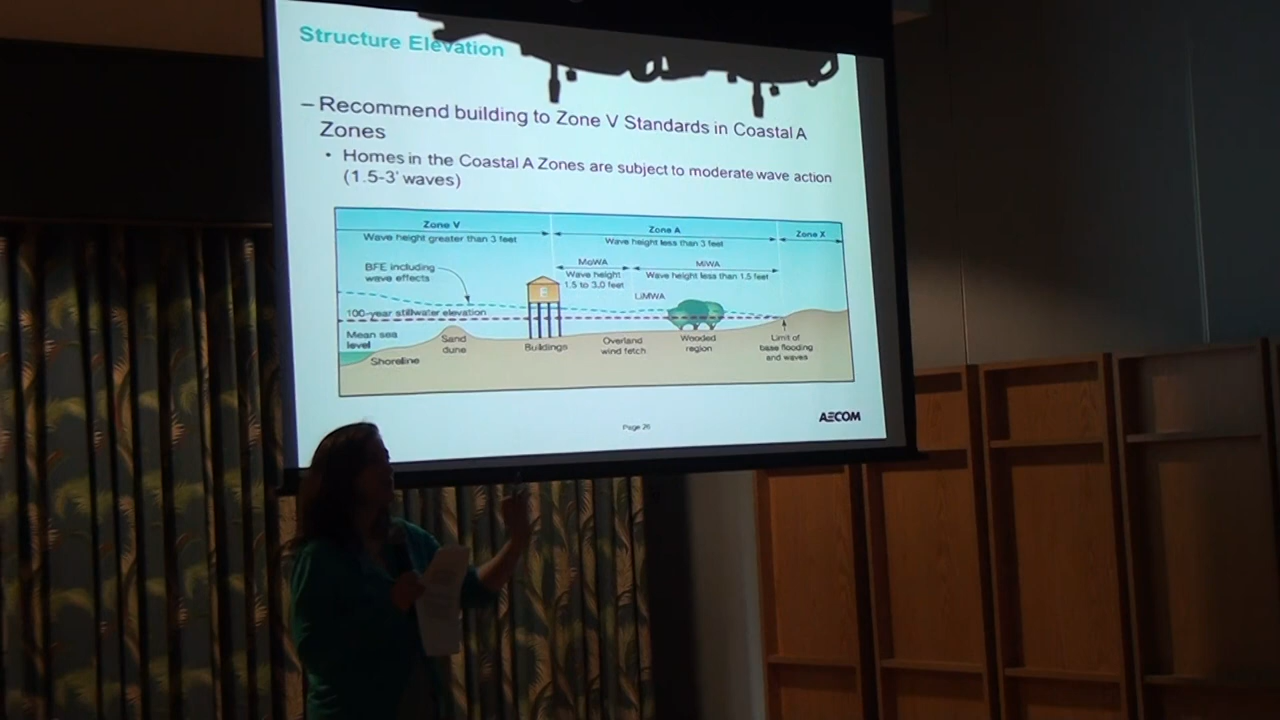 Structure Elevation
– Recommend building to Zone V Standards in Coastal A
Zones
• Homes in the Coastal A Zones are subject to moderate wave action
(1.5-3' waves)
Zone V
Zone A
Zone X
Wave height greater than 3 feet
Wave height less than 3 feet
MoWA
MiWA
BFE including
wave effects
Wave height
1.5 to 3.0 feet
Wave height less than 1.5 feet
LiMWA
100-year stillwater elevation
Mean sea
level
Sand
dune
Shoreline
Buildings
Overland
wind fetch
Wooded
region
Limit of
base flooding
and waves
Page 26
AECOM